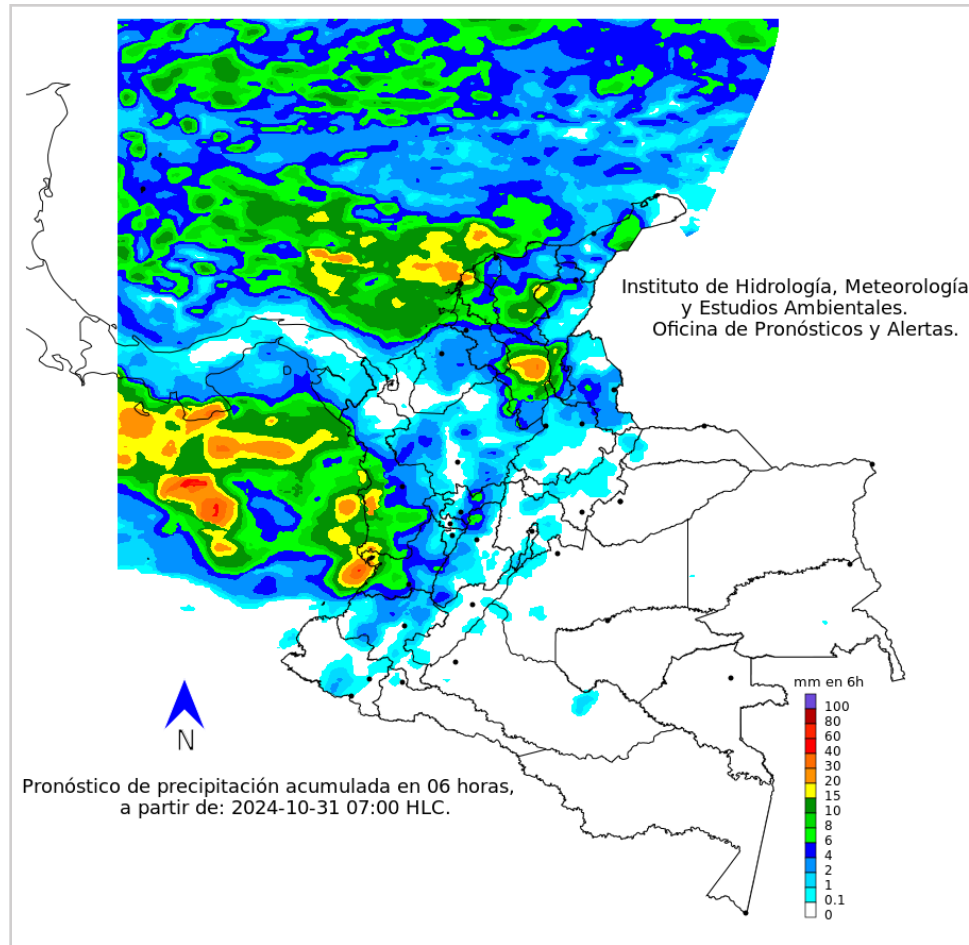 Instituto de Hidrología, Meteorología
y Estudios Ambientales.
Oficina de Pronósticos y Alertas.
mm en 6h
100
80
60
40
30
20
15
10
8
6
4
2
1
0.1
0
N
Pronóstico de precipitación acumulada en 06 horas,
a partir de: 2024-10-31 07:00 HLC.